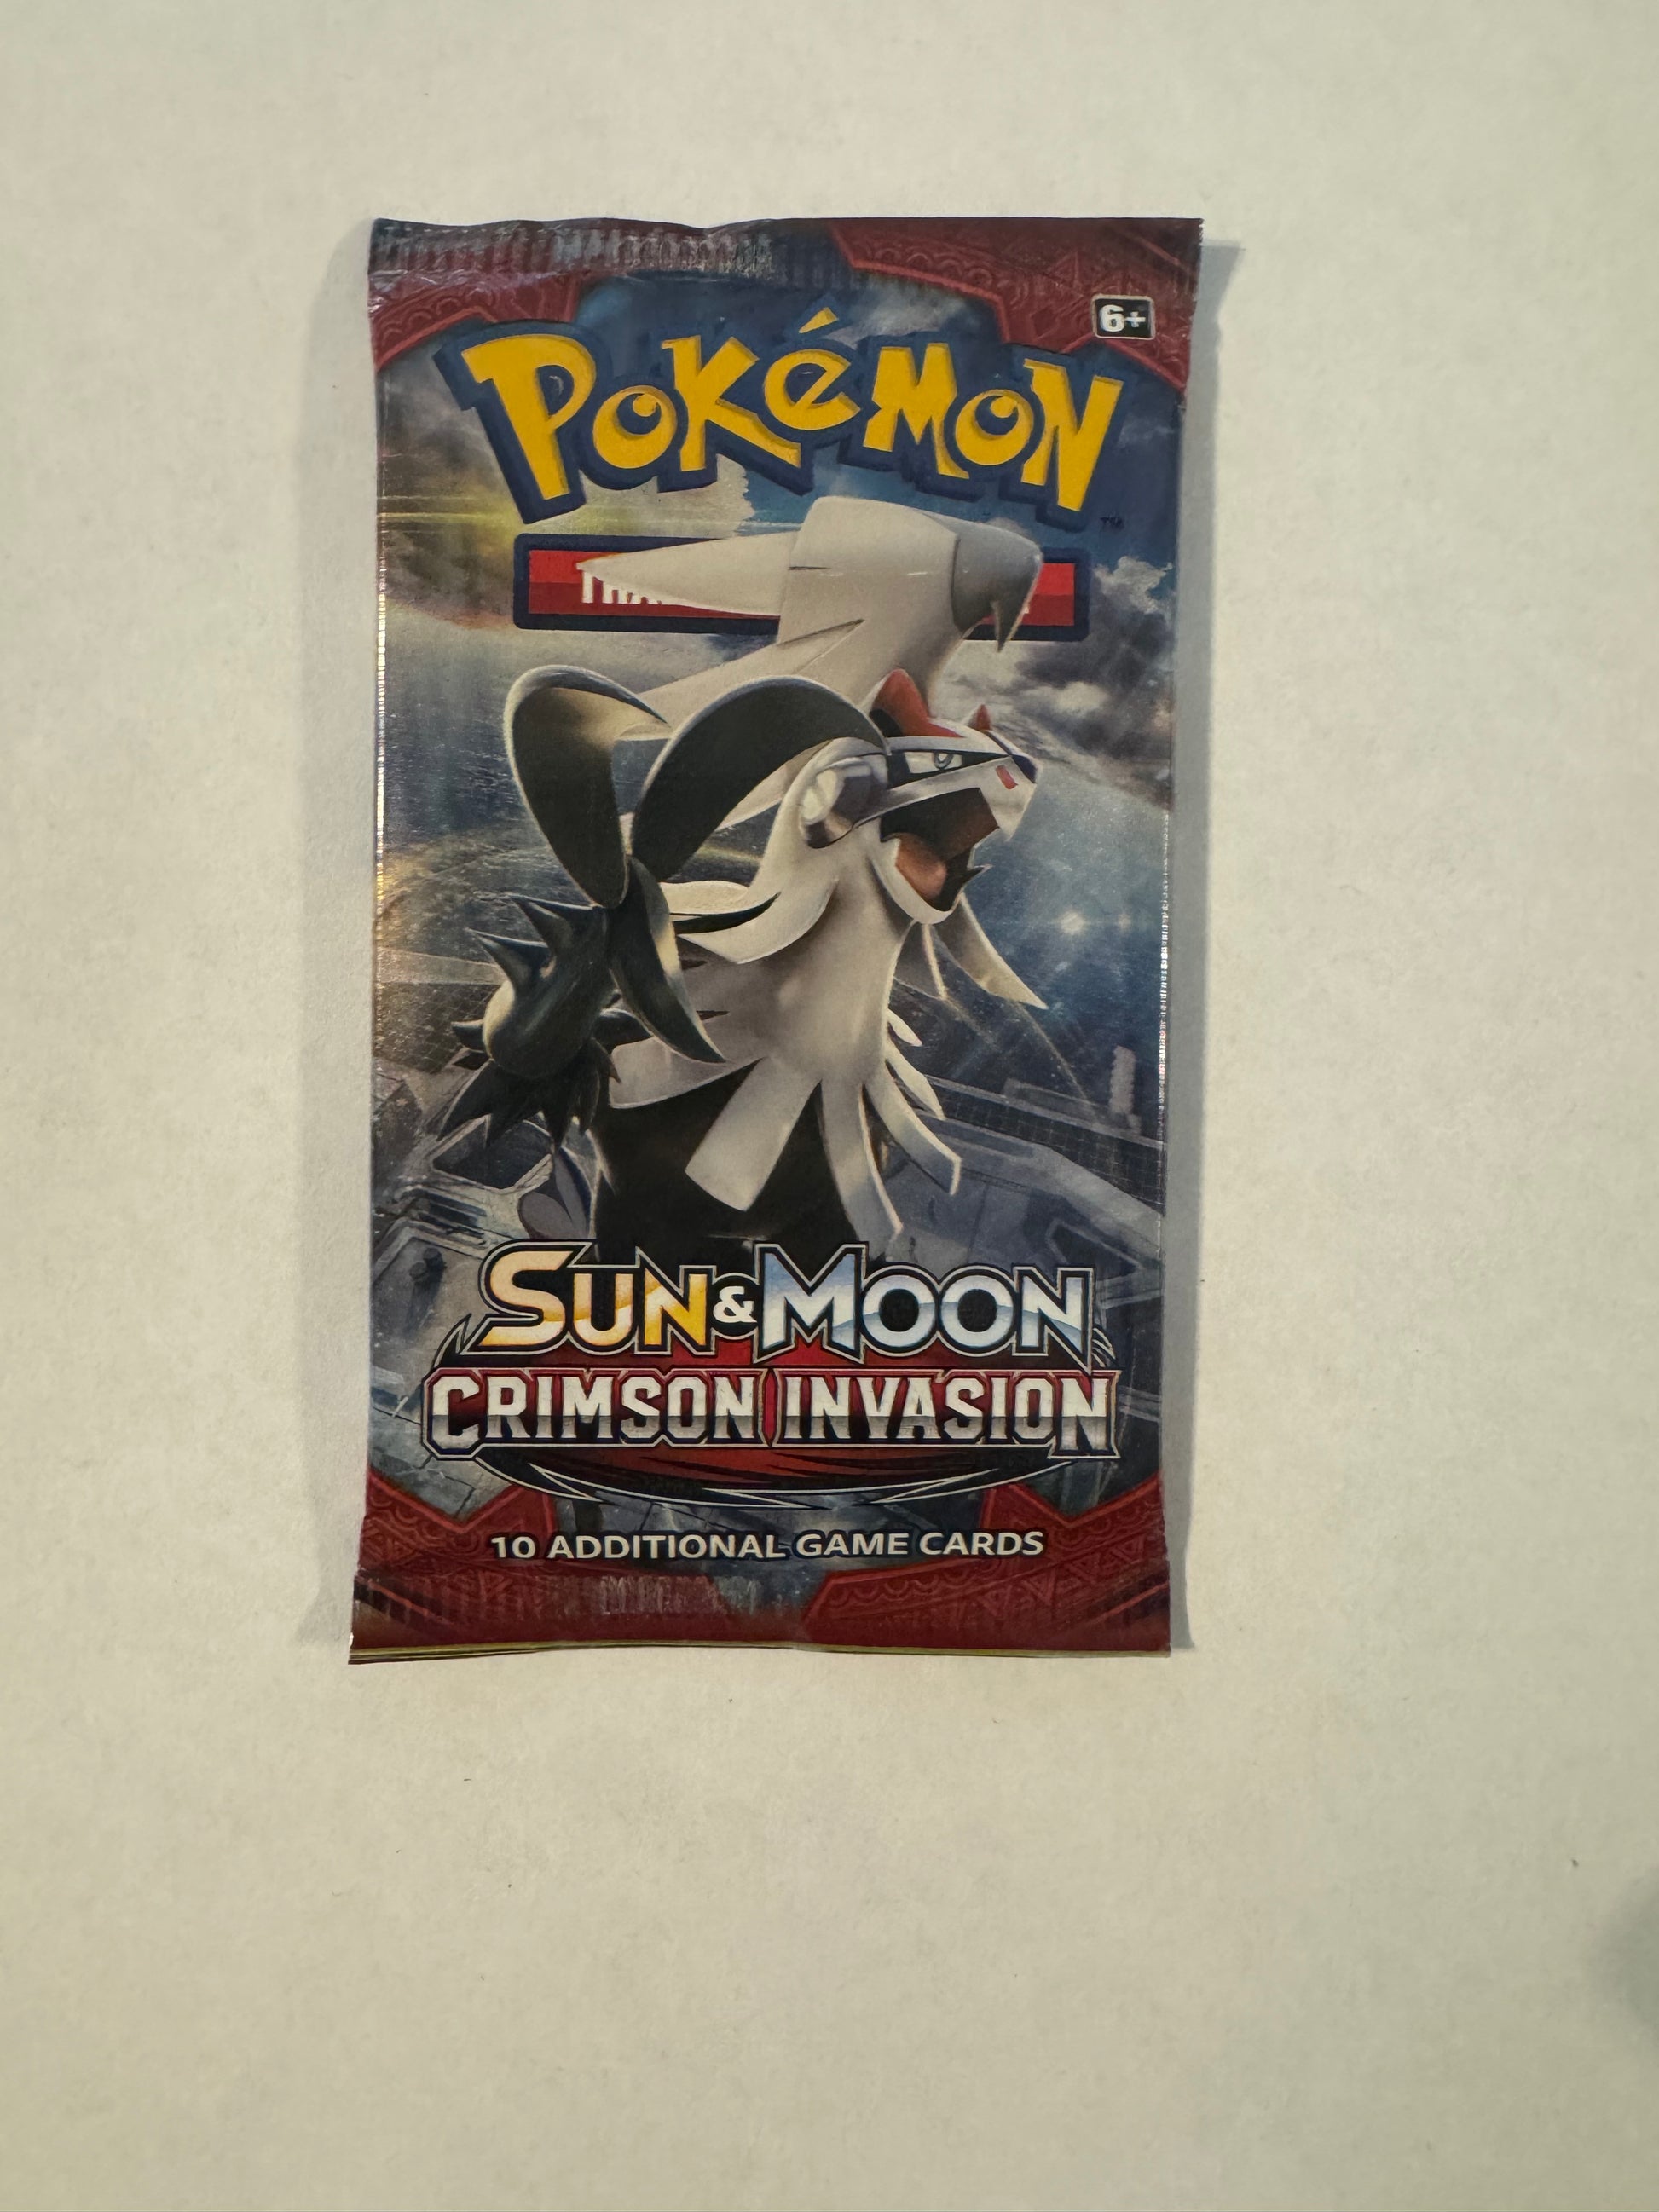 6+
POKéMON
TM
SUN & MOON
CRIMSON INVASION
10 ADDITIONAL GAME CARDS